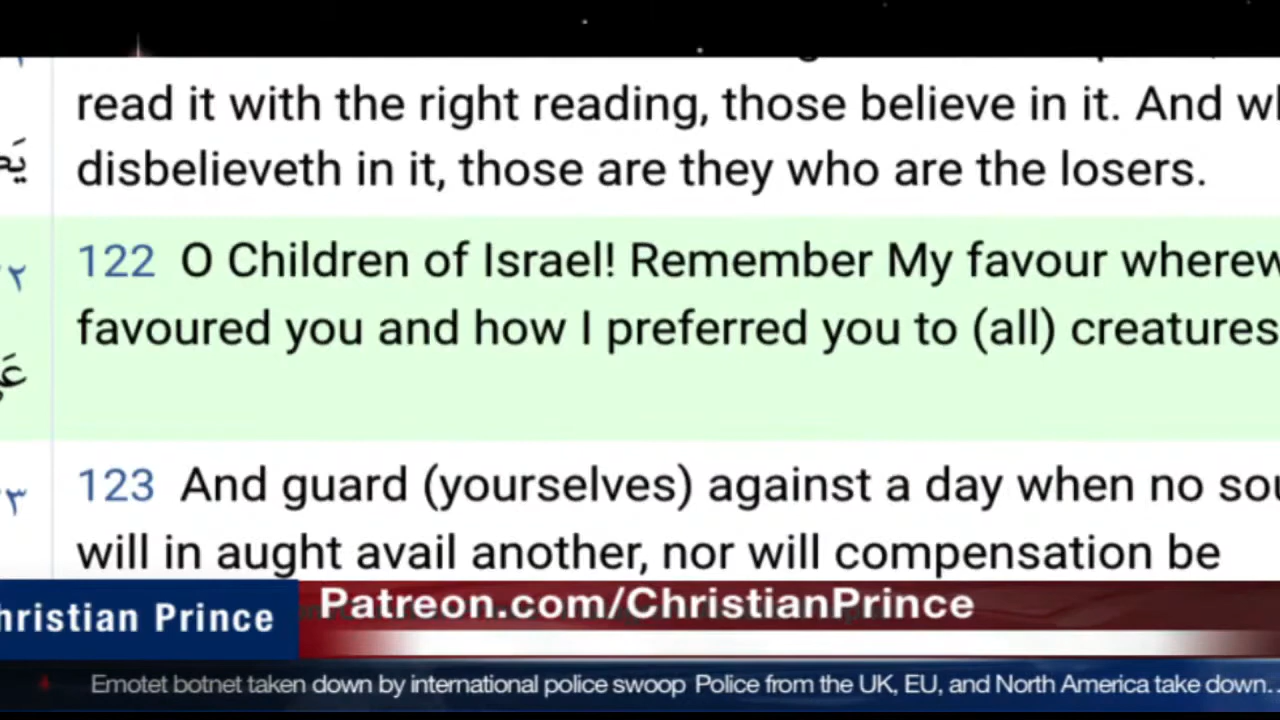 read it with the right reading, those believe in it. And
disbelieveth in it, those are they who are the losers.
122 O Children of Israel! Remember My favour
٢
favoured you and how I preferred you to (all) creatures
123 And guard (yourselves) against a day when no
٣
will in aught avail another, nor will compensation be
Patreon.com/ChristianPrince
hristian Prince
Emotet botnet taken down by international police swoop Police from the UK, EU, and North America take down..